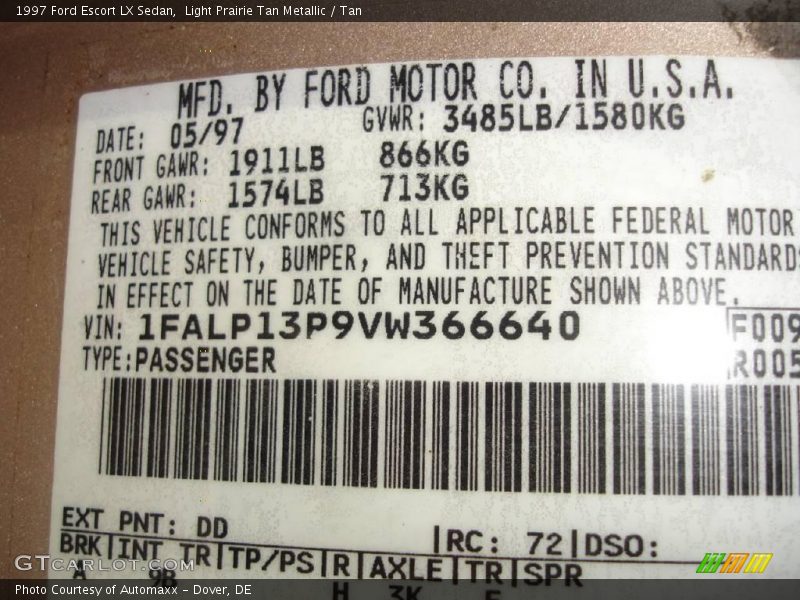 1997 Ford Escort LX Sedan,  Light Prairie Tan Metallic / Tan
MFD. BY FORD MOTOR CO. IN U.S.A.
DATE: 05/97 GVWR: 3485LB/1580KG
FRONT GAWR: 1911LB 866KG
REAR GAWR: 1574LB 713KG
THIS VEHICLE CONFORMS TO ALL APPLICABLE FEDERAL MOTOR
VEHICLE SAFETY, BUMPER, AND THEFT PREVENTION STANDARDS
IN EFFECT ON THE DATE OF MANUFACTURE SHOWN ABOVE.
VIN: 1FALP13P9VW366640 F009
TYPE:PASSENGER R005
EXT PNT: DD RC: 72 DSO:
BRK INT TR TP/PS R AXLE TR SPR
A 9B H 3K
GTCarLot.com
Photo Courtesy of Automaxx – Dover, DE